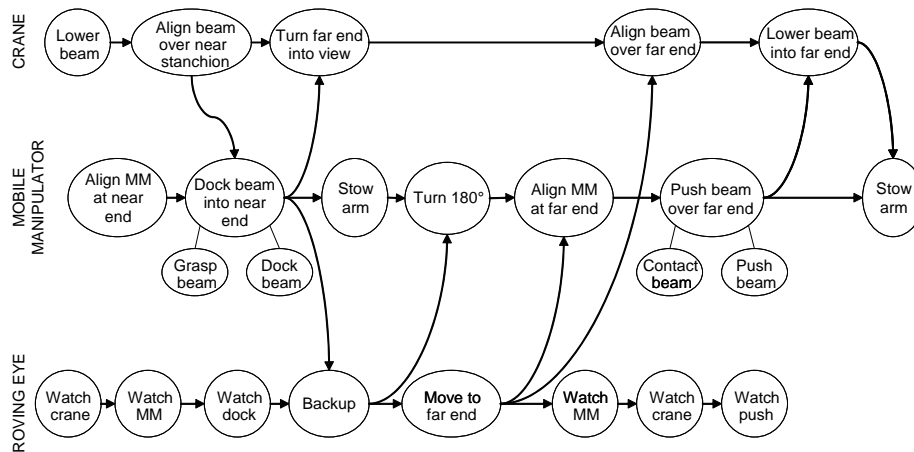 CRANE
Lower
beam
Align beam
over near
stanchion
Turn far end
into view
Align beam
over far end
Lower beam
into far end
MOBILE
MANIPULATOR
Align MM
at near
end
Dock beam
into near
end
Stow
arm
Turn 180°
Align MM
at far end
Push beam
over far end
Stow
arm
Grasp
beam
Dock
beam
Contact
beam
Push
beam
ROVING EYE
Watch
crane
Watch
MM
Watch
dock
Backup
Move to
far end
Watch
MM
Watch
crane
Watch
push